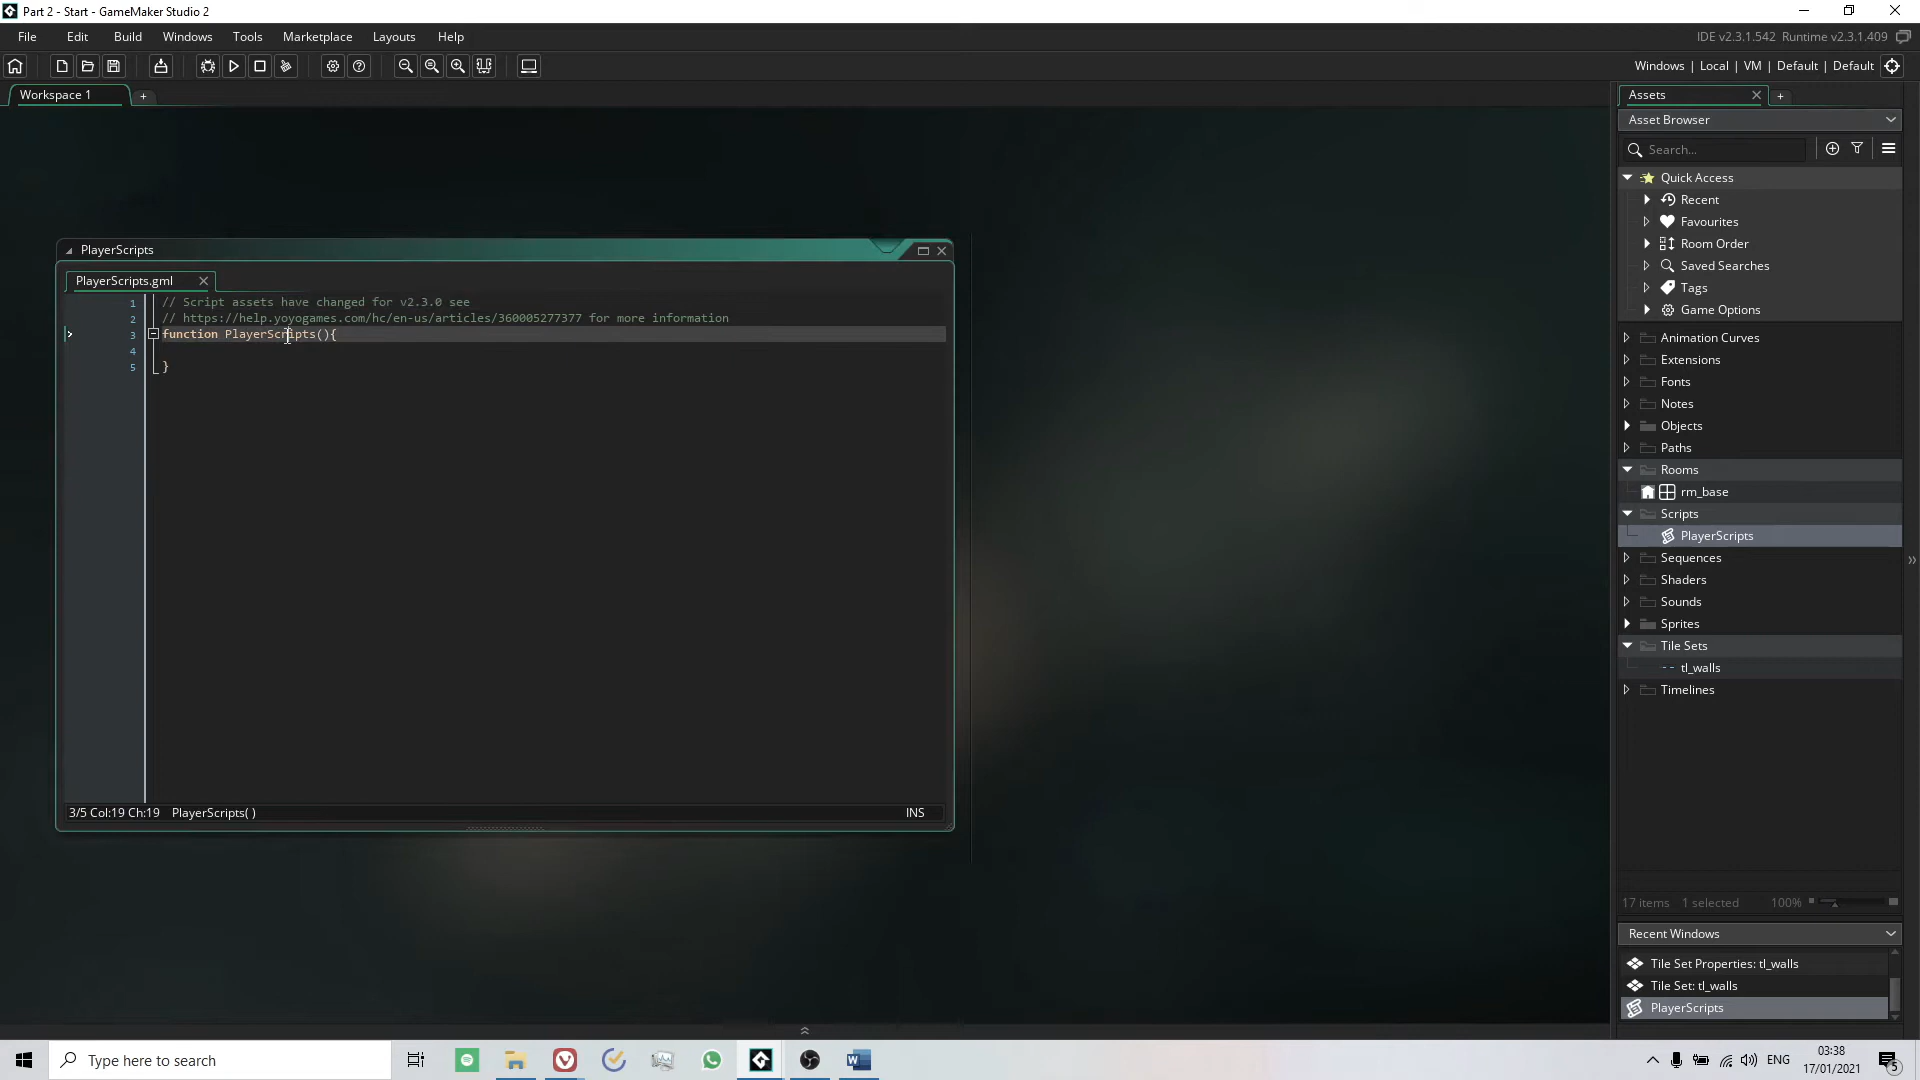 Part 2 - Start - GameMaker Studio 2
File Edit Build Windows Tools Marketplace Layouts Help
IDE v2.3.1.542 Runtime v2.3.1.409
Windows | Local | VM | Default | Default
Workspace 1
PlayerScripts
PlayerScripts.gml
1 // Script assets have changed for v2.3.0 see
2 // https://help.yoyogames.com/hc/en-us/articles/360005277377 for more information
3 function PlayerScripts(){
4
5 }
3/5 Col:19 Ch:19 PlayerScripts( ) INS
Assets
Asset Browser
Search...
Quick Access
Recent
Favourites
Room Order
Saved Searches
Tags
Game Options
Animation Curves
Extensions
Fonts
Notes
Objects
Paths
Rooms
rm_base
Scripts
PlayerScripts
Sequences
Shaders
Sounds
Sprites
Tile Sets
tl_walls
Timelines
17 items 1 selected 100%
Recent Windows
Tile Set Properties: tl_walls
Tile Set: tl_walls
PlayerScripts
Type here to search
ENG
03:38
17/01/2021
5